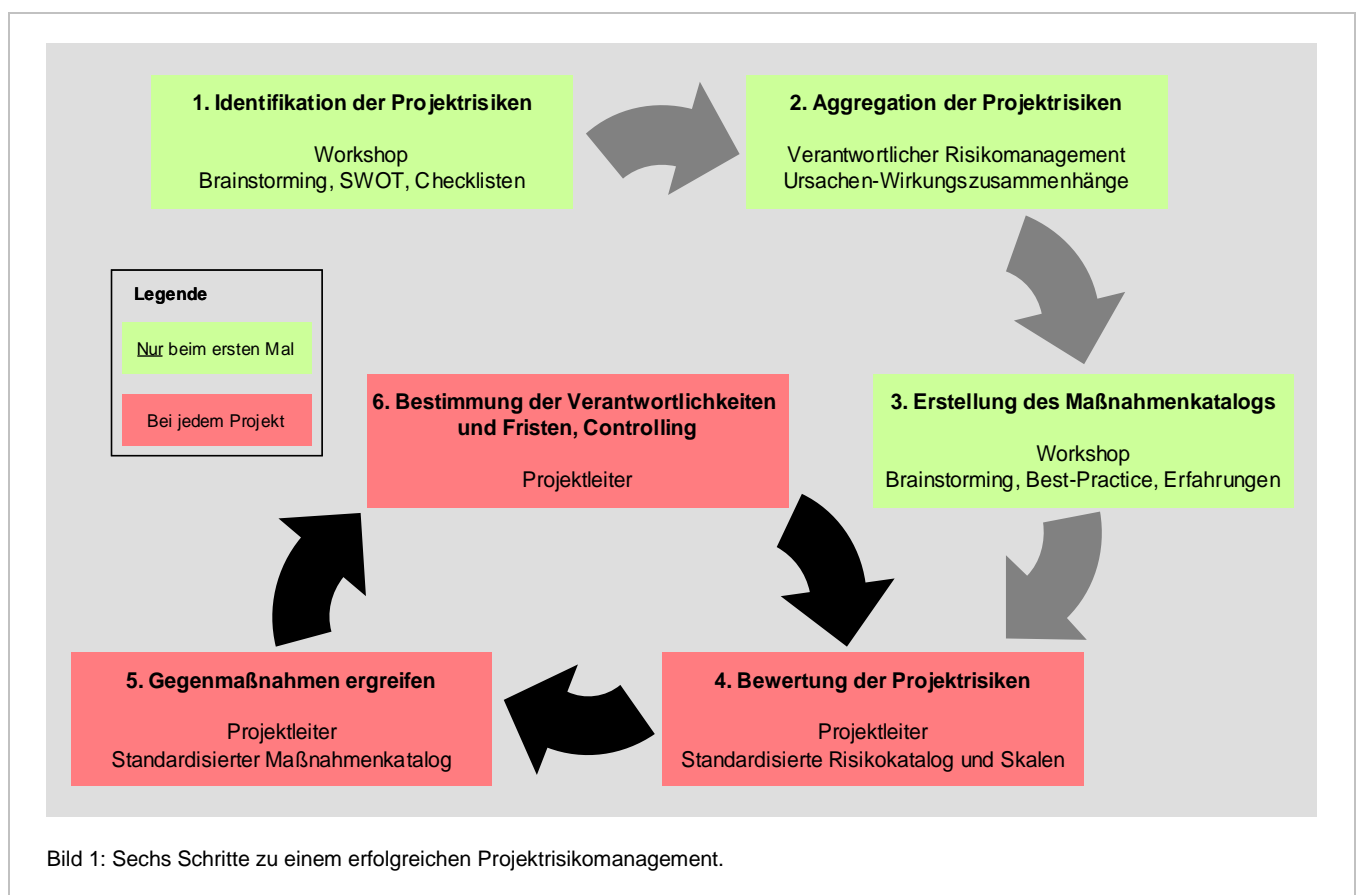 1. Identifikation der Projektrisiken
Workshop
Brainstorming, SWOT, Checklisten
2. Aggregation der Projektrisiken
Verantwortlicher Risikomanagement
Ursachen-Wirkungszusammenhänge
Legende
Nur beim ersten Mal
Bei jedem Projekt
3. Erstellung des Maßnahmenkatalogs
Workshop
Brainstorming, Best-Practice, Erfahrungen
6. Bestimmung der Verantwortlichkeiten
und Fristen, Controlling
Projektleiter
5. Gegenmaßnahmen ergreifen
Projektleiter
Standardisierter Maßnahmenkatalog
4. Bewertung der Projektrisiken
Projektleiter
Standardisierte Risikokatalog und Skalen
Bild 1: Sechs Schritte zu einem erfolgreichen Projektrisikomanagement.